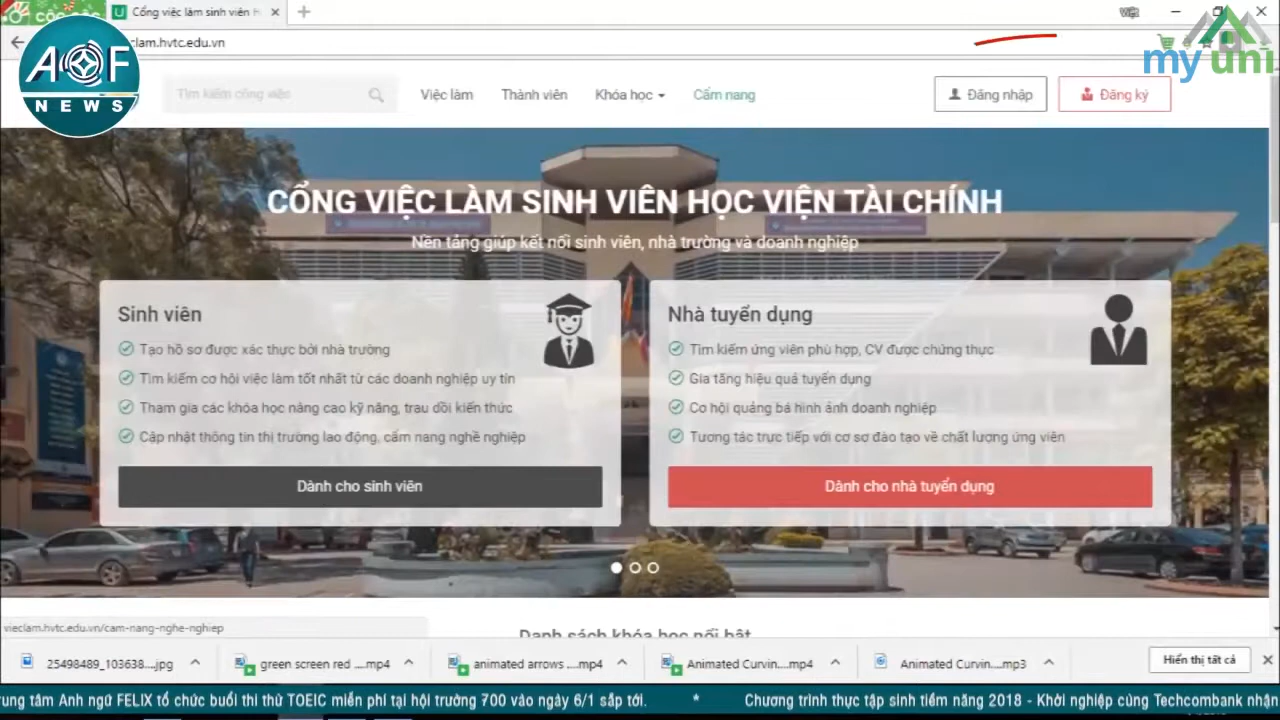 Cổng việc làm sinh viên H
Việt
clam.hvtc.edu.vn
AOF
NEWS
my uni
Tìm kiếm công việc
Việc làm
Thành viên
Khóa học
Cẩm nang
Đăng nhập
Đăng ký
CỔNG VIỆC LÀM SINH VIÊN HỌC VIỆN TÀI CHÍNH
Nền tảng giúp kết nối sinh viên, nhà trường và doanh nghiệp
Sinh viên
Tạo hồ sơ được xác thực bởi nhà trường
Tìm kiếm cơ hội việc làm tốt nhất từ các doanh nghiệp uy tín
Tham gia các khóa học nâng cao kỹ năng, trau dồi kiến thức
Cập nhật thông tin thị trường lao động, cẩm nang nghề nghiệp
Dành cho sinh viên
Nhà tuyển dụng
Tìm kiếm ứng viên phù hợp, CV được chứng thực
Gia tăng hiệu quả tuyển dụng
Cơ hội quảng bá hình ảnh doanh nghiệp
Tương tác trực tiếp với cơ sở đào tạo về chất lượng ứng viên
Dành cho nhà tuyển dụng
vieclam.hvtc.edu.vn/cam-nang-nghe-nghiep
Danh sách khóa học nổi bật
25498489_103638....jpg
green screen red ....mp4
animated arrows ....mp4
Animated Curvin....mp4
Animated Curvin....mp3
Hiển thị tất cả
rung tâm Anh ngữ FELIX tổ chức buổi thi thử TOEIC miễn phí tại hội trường 700 vào ngày 6/1 sắp tới. * Chương trình thực tập sinh tiềm năng 2018 - Khởi nghiệp cùng Techcombank nhận